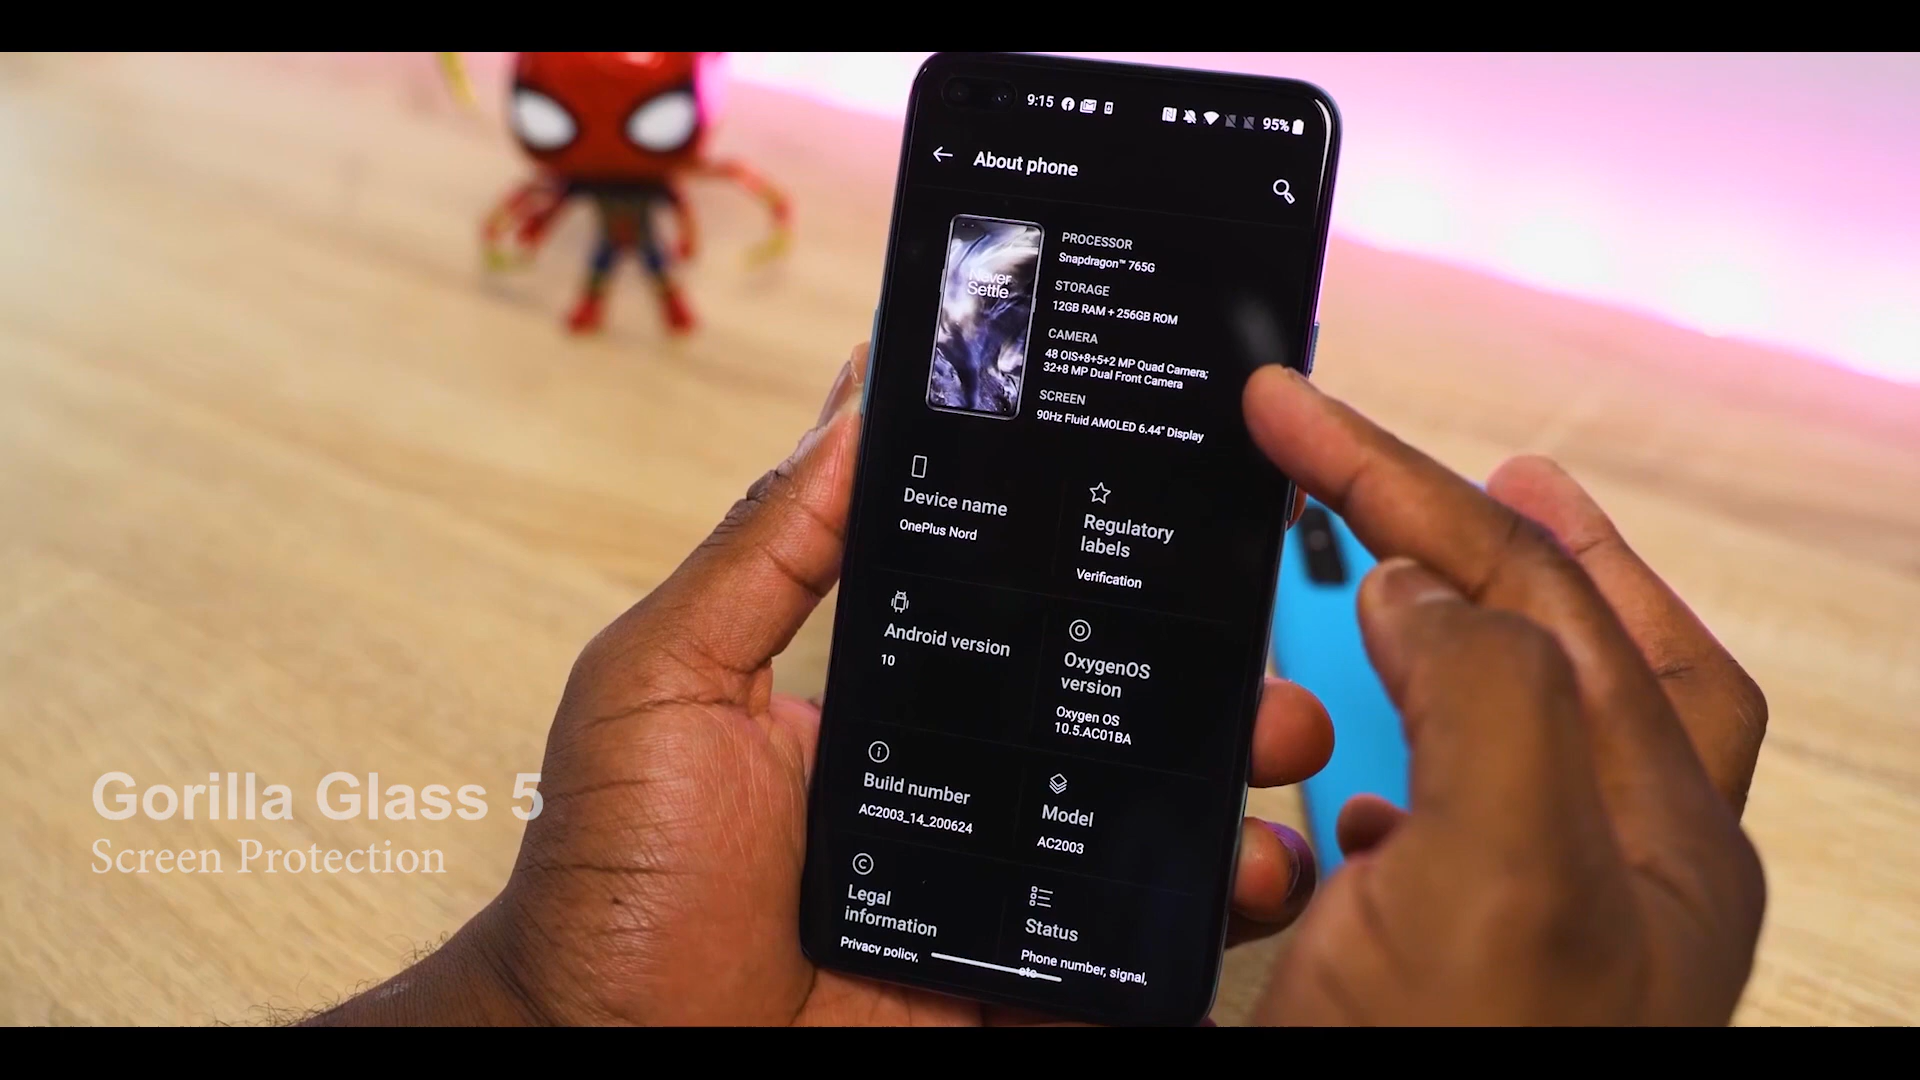 9:15
95%
About phone
Never
Settle
PROCESSOR
Snapdragon™ 765G
STORAGE
12GB RAM + 256GB ROM
CAMERA
48 OIS+8+5+2 MP Quad Camera;
32+8 MP Dual Front Camera
SCREEN
90Hz Fluid AMOLED 6.44" Display
Device name
OnePlus Nord
Regulatory
labels
Verification
Android version
10
OxygenOS
version
Oxygen OS
10.5.AC01BA
Build number
AC2003_14_200624
Model
AC2003
Legal
information
Privacy policy,
Status
Phone number, signal,
etc
Gorilla Glass 5
Screen Protection